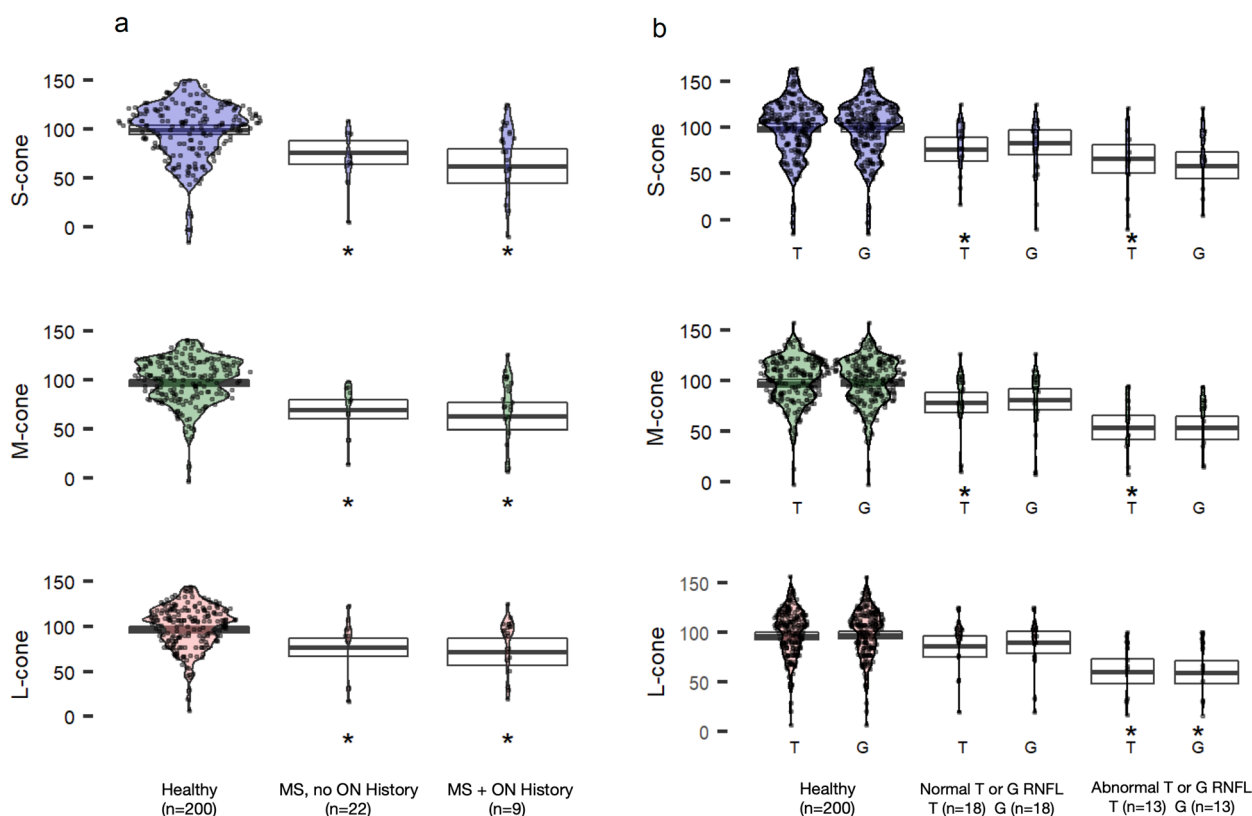 a
S-cone
150
100
50
0
*
*
M-cone
150
100
50
0
*
*
L-cone
150
100
50
0
*
*
Healthy
(n=200)
MS, no ON History
(n=22)
MS + ON History
(n=9)
b
S-cone
150
100
50
0
*
*
T G T G T G
M-cone
150
100
50
0
*
*
T G T G T G
L-cone
150
100
50
0
*
*
T G T G T G
Healthy
(n=200)
Normal T or G RNFL
T (n=18) G (n=18)
Abnormal T or G RNFL
T (n=13) G (n=13)